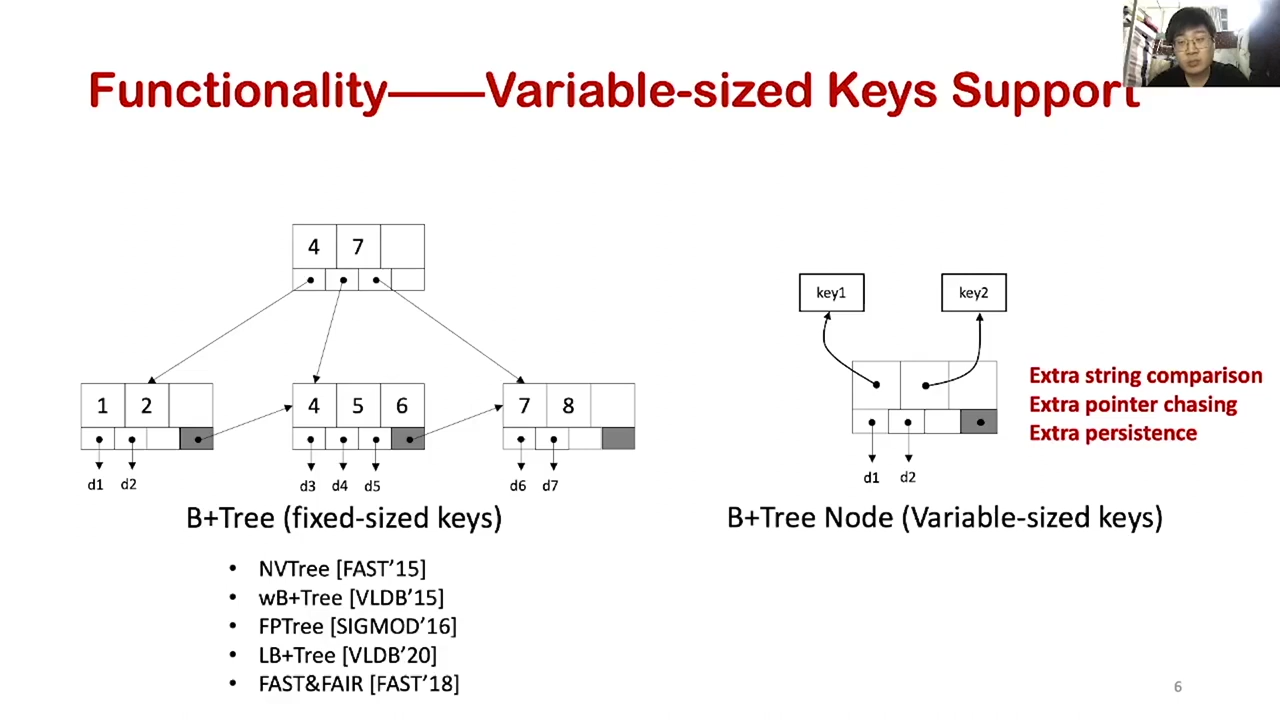 Functionality——Variable-sized Keys Support
4 7
1 2
4 5 6
7 8
d1 d2
d3 d4 d5
d6 d7
B+Tree (fixed-sized keys)
• NVTree [FAST’15]
• wB+Tree [VLDB’15]
• FPTree [SIGMOD’16]
• LB+Tree [VLDB’20]
• FAST&FAIR [FAST’18]
key1 key2
d1 d2
Extra string comparison
Extra pointer chasing
Extra persistence
B+Tree Node (Variable-sized keys)
6